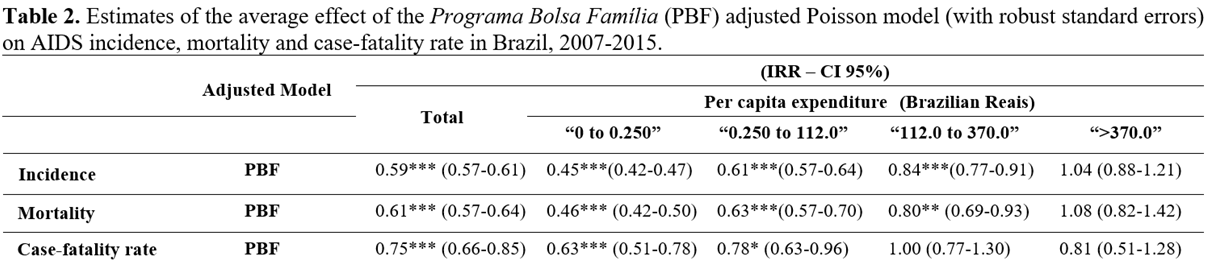 Table 2. Estimates of the average effect of the Programa Bolsa Família (PBF) adjusted Poisson model (with robust standard errors)
on AIDS incidence, mortality and case-fatality rate in Brazil, 2007-2015.
(IRR – CI 95%)
Adjusted Model
Total
Per capita expenditure (Brazilian Reais)
“0 to 0.250” “0.250 to 112.0” “112.0 to 370.0” “>370.0”
Incidence PBF 0.59*** (0.57-0.61) 0.45***(0.42-0.47) 0.61***(0.57-0.64) 0.84***(0.77-0.91) 1.04 (0.88-1.21)
Mortality PBF 0.61*** (0.57-0.64) 0.46*** (0.42-0.50) 0.63***(0.57-0.70) 0.80** (0.69-0.93) 1.08 (0.82-1.42)
Case-fatality rate PBF 0.75*** (0.66-0.85) 0.63*** (0.51-0.78) 0.78* (0.63-0.96) 1.00 (0.77-1.30) 0.81 (0.51-1.28)